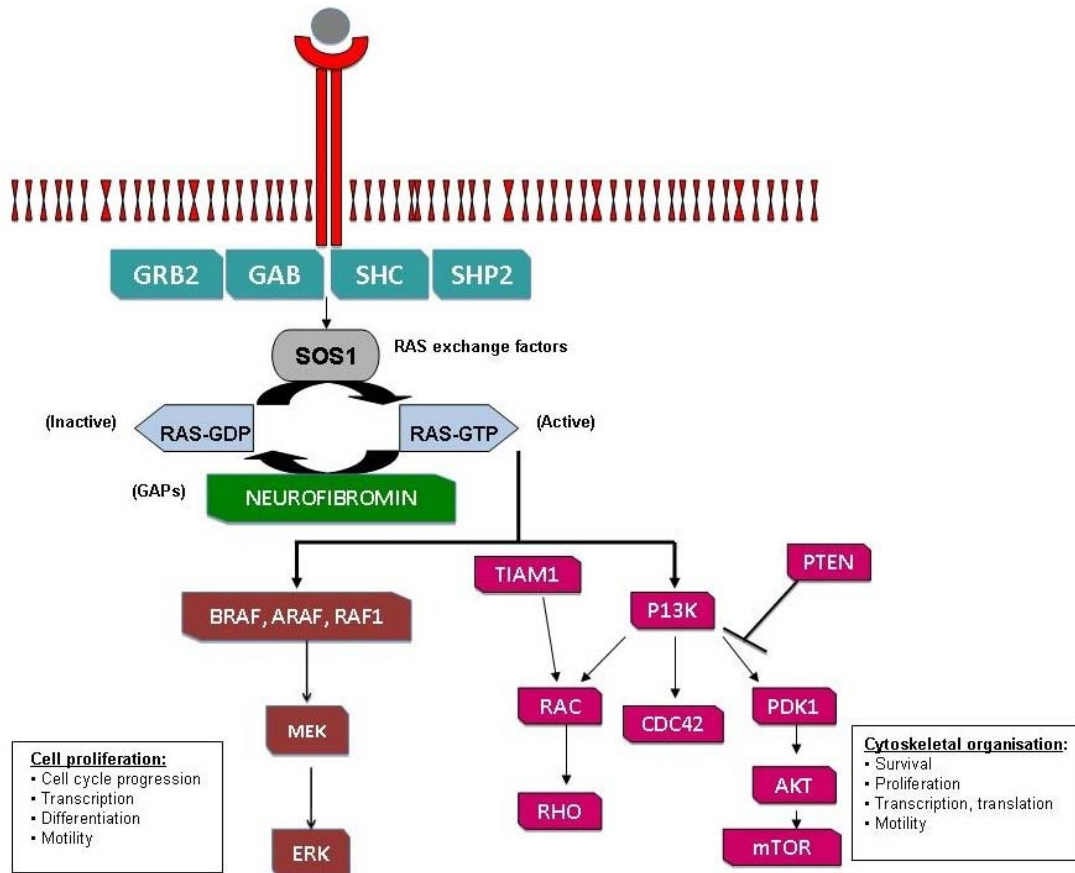 GRB2
GAB
SHC
SHP2
SOS1
RAS exchange factors
(Inactive)
RAS-GDP
RAS-GTP
(Active)
(GAPs)
NEUROFIBROMIN
TIAM1
PTEN
BRAF, ARAF, RAF1
P13K
RAC
CDC42
PDK1
MEK
RHO
AKT
ERK
mTOR
Cell proliferation:
▪ Cell cycle progression
▪ Transcription
▪ Differentiation
▪ Motility
Cytoskeletal organisation:
▪ Survival
▪ Proliferation
▪ Transcription, translation
▪ Motility